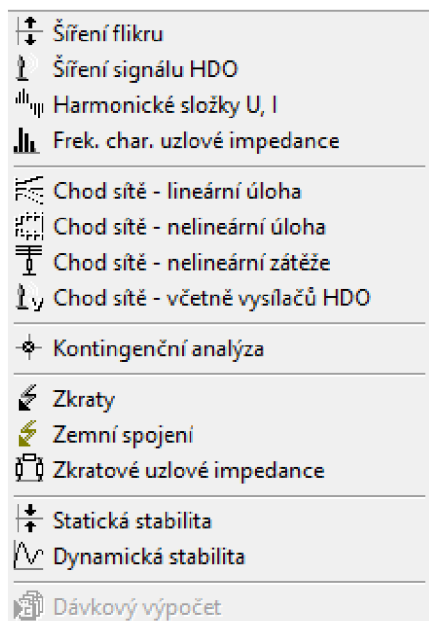 Šíření flikru
Šíření signálu HDO
Harmonické složky U, I
Frek. char. uzlové impedance
Chod sítě - lineární úloha
Chod sítě - nelineární úloha
Chod sítě - nelineární zátěže
Chod sítě - včetně vysílačů HDO
Kontingenční analýza
Zkraty
Zemní spojení
Zkratové uzlové impedance
Statická stabilita
Dynamická stabilita
Dávkový výpočet